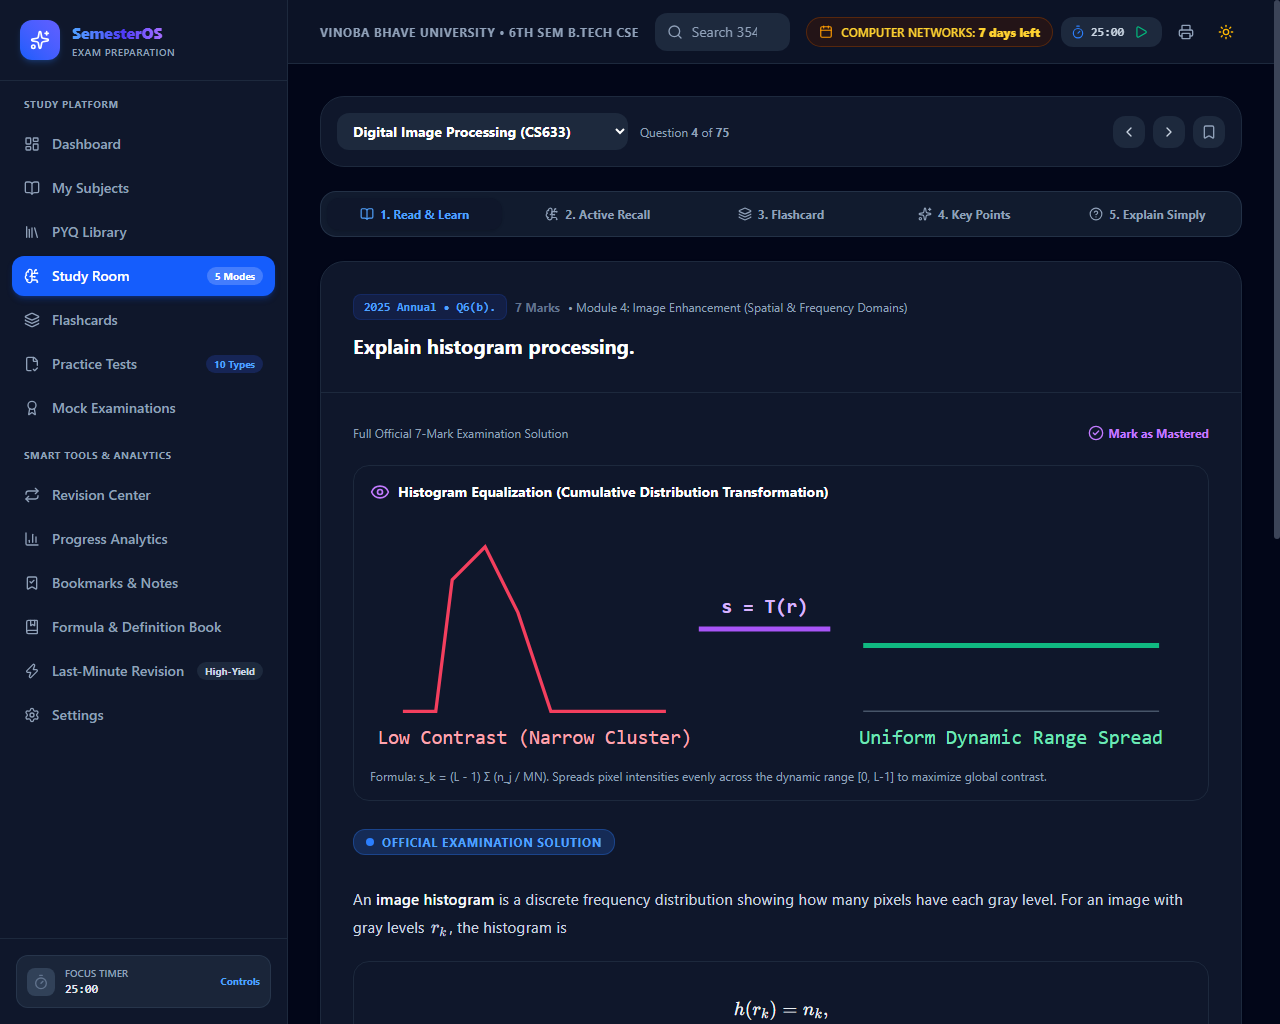 SemesterOS
EXAM PREPARATION
STUDY PLATFORM
Dashboard
My Subjects
PYQ Library
Study Room
5 Modes
Flashcards
Practice Tests
10 Types
Mock Examinations
SMART TOOLS & ANALYTICS
Revision Center
Progress Analytics
Bookmarks & Notes
Formula & Definition Book
Last-Minute Revision
High-Yield
Settings
FOCUS TIMER
25:00
Controls
VINOBA BHAVE UNIVERSITY • 6TH SEM B.TECH CSE
Search 354
COMPUTER NETWORKS: 7 days left
25:00
Digital Image Processing (CS633)
Question 4 of 75
1. Read & Learn
2. Active Recall
3. Flashcard
4. Key Points
5. Explain Simply
2025 Annual • Q6(b).
7 Marks
• Module 4: Image Enhancement (Spatial & Frequency Domains)
Explain histogram processing.
Full Official 7-Mark Examination Solution
Mark as Mastered
Histogram Equalization (Cumulative Distribution Transformation)
s = T(r)
Low Contrast (Narrow Cluster)
Uniform Dynamic Range Spread
Formula: s_k = (L - 1) Σ (n_j / MN). Spreads pixel intensities evenly across the dynamic range [0, L-1] to maximize global contrast.
OFFICIAL EXAMINATION SOLUTION
An image histogram is a discrete frequency distribution showing how many pixels have each gray level. For an image with
gray levels r_k, the histogram is
h(r_k) = n_k,